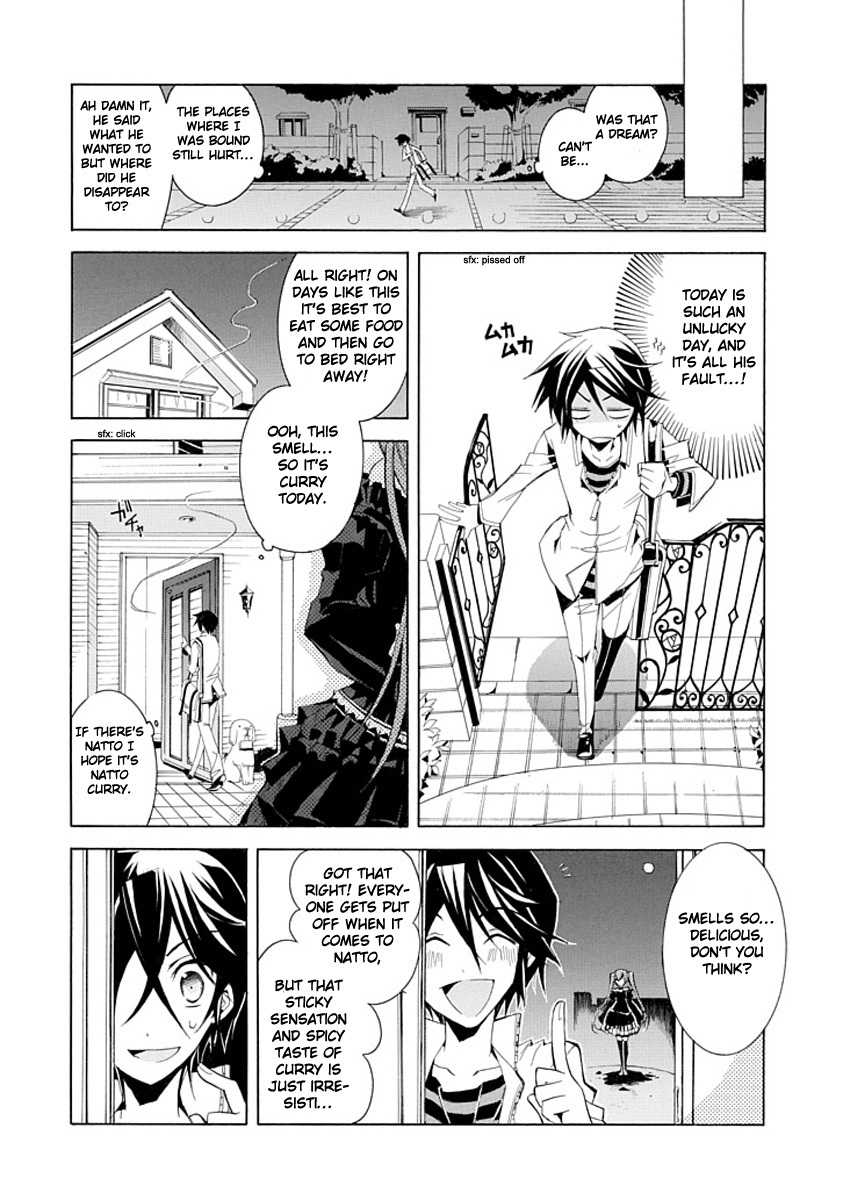 WAS THAT
A DREAM?
CAN'T
BE...
THE PLACES
WHERE I
WAS BOUND
STILL HURT...
AH DAMN IT,
HE SAID
WHAT HE
WANTED TO
BUT WHERE
DID HE
DISAPPEAR
TO?
sfx: pissed off
TODAY IS
SUCH AN
UNLUCKY
DAY, AND
IT'S ALL HIS
FAULT...!
ムカ
ムカ
ALL RIGHT! ON
DAYS LIKE THIS
IT'S BEST TO
EAT SOME FOOD
AND THEN GO
TO BED RIGHT
AWAY!
sfx: click
OOH, THIS
SMELL...
SO IT'S
CURRY
TODAY.
ガチャ
IF THERE'S
NATTO I
HOPE IT'S
NATTO
CURRY.
SMELLS SO...
DELICIOUS,
DON'T YOU
THINK?
GOT THAT
RIGHT! EVERY-
ONE GETS PUT
OFF WHEN IT
COMES TO
NATTO,
BUT THAT
STICKY
SENSATION
AND SPICY
TASTE OF
CURRY IS
JUST IRRE-
SISTI...